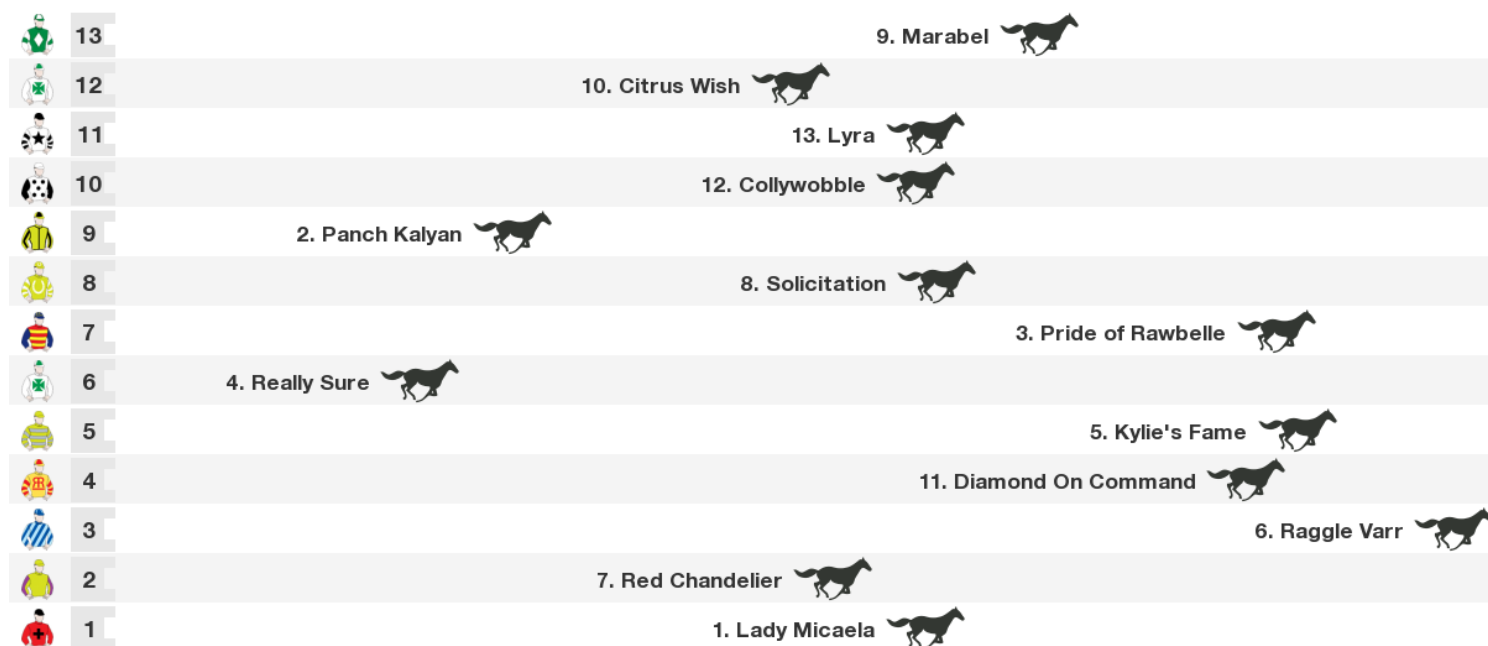 13 9. Marabel
12 10. Citrus Wish
11 13. Lyra
10 12. Collywobble
9 2. Panch Kalyan
8 8. Solicitation
7 3. Pride of Rawbelle
6 4. Really Sure
5 5. Kylie's Fame
4 11. Diamond On Command
3 6. Raggle Varr
2 7. Red Chandelier
1 1. Lady Micaela